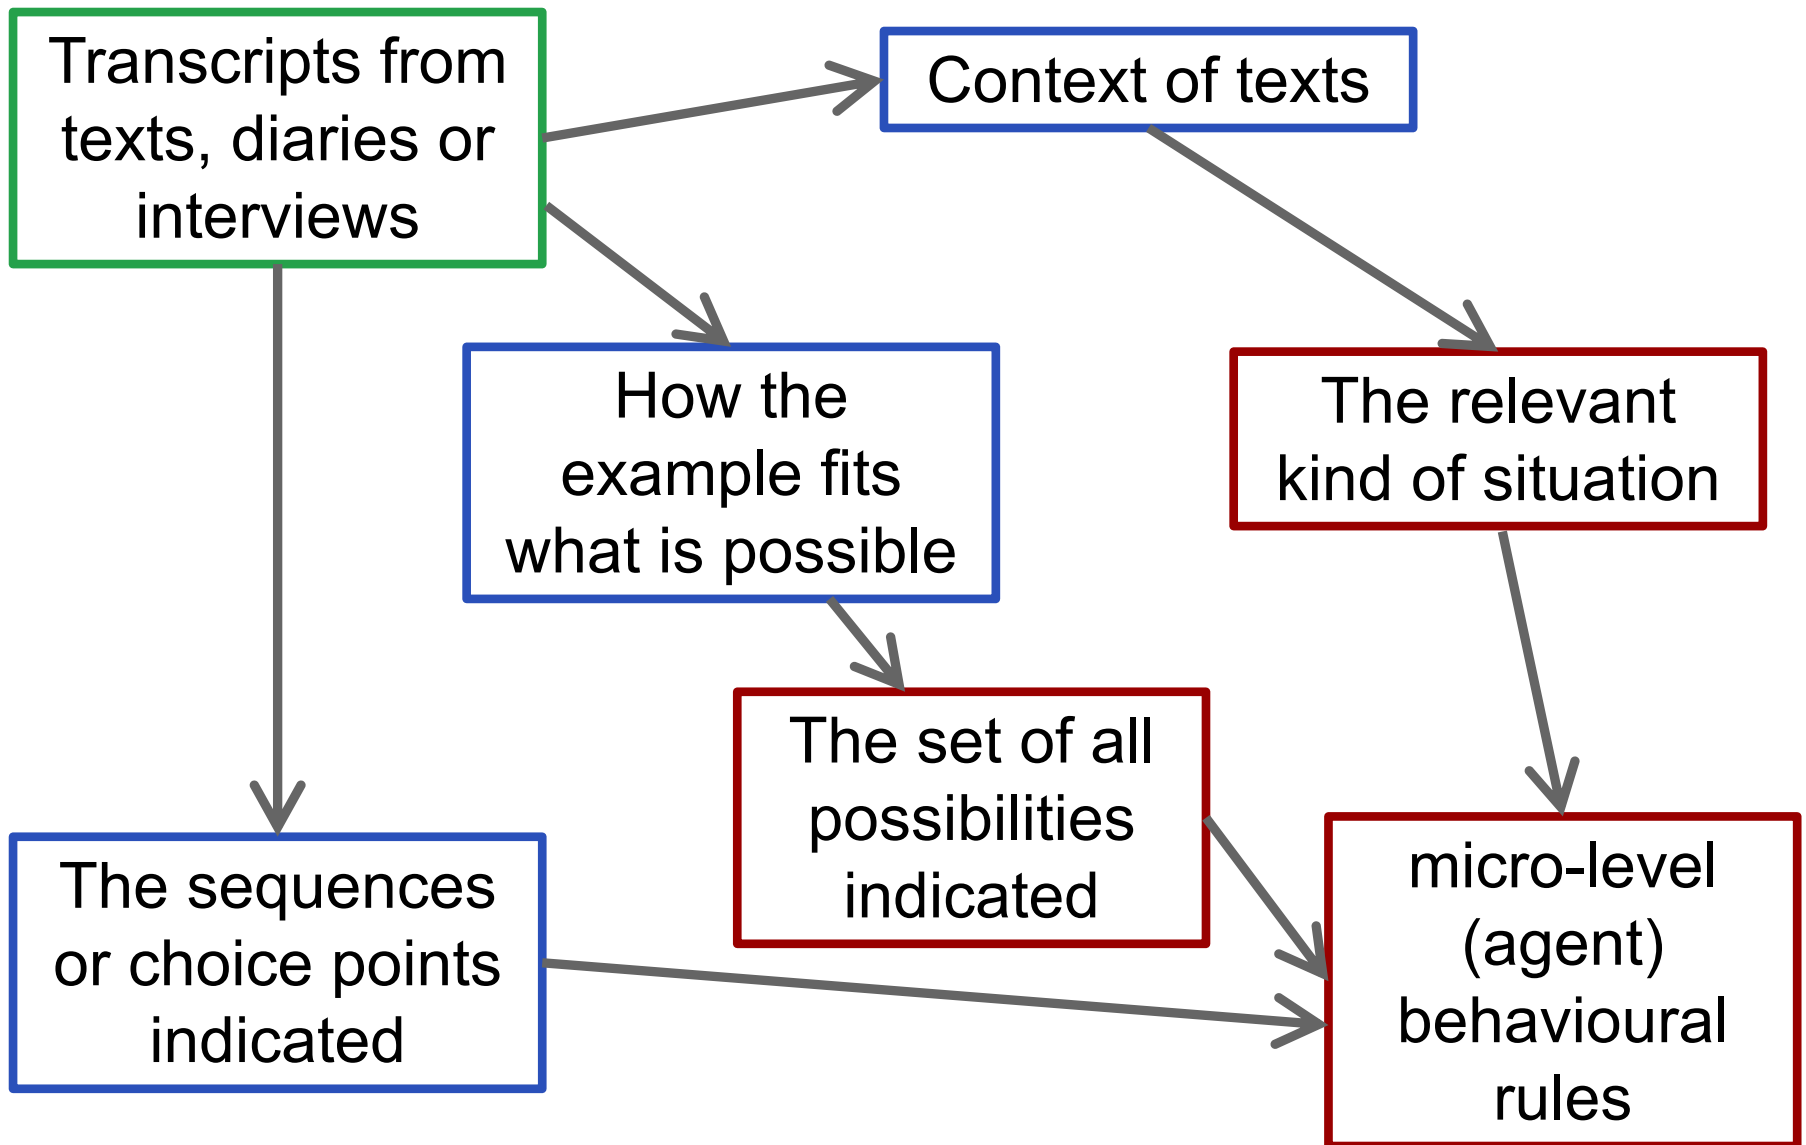 Transcripts from
texts, diaries or
interviews
Context of texts
How the
example fits
what is possible
The relevant
kind of situation
The set of all
possibilities
indicated
The sequences
or choice points
indicated
micro-level
(agent)
behavioural
rules